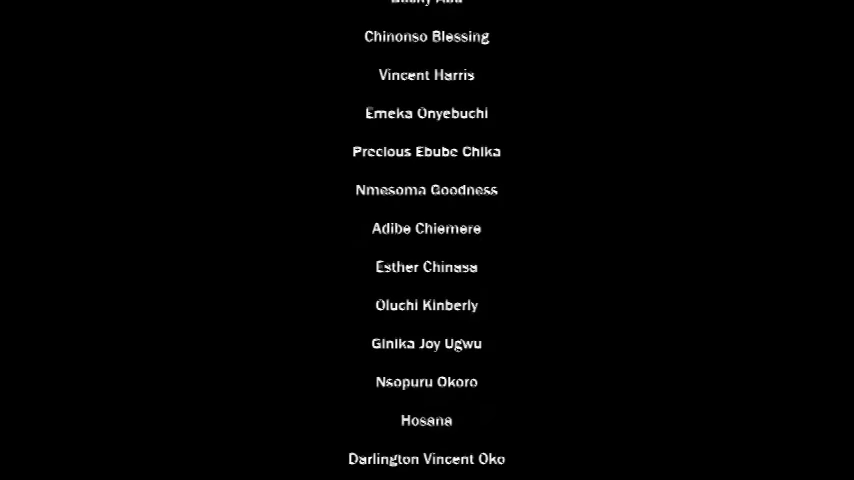 Chinonso Blessing
Vincent Harris
Emeka Onyebuchi
Precious Ebube Chika
Nmesoma Goodness
Adibe Chiemere
Esther Chinasa
Oluchi Kinberly
Ginika Joy Ugwu
Nsopuru Okoro
Hosana
Darlington Vincent Oko